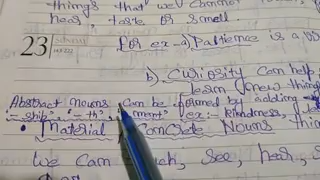 things that we cannot
hear, taste or smell.
23
For ex - a) Patience is a
b). Curiosity can help
learn new things
Abstract nouns can be formed by adding
"-ship", "-th", "-ment" ex:- kindness,
• Material Concrete Nouns things
We can touch, see, hear,